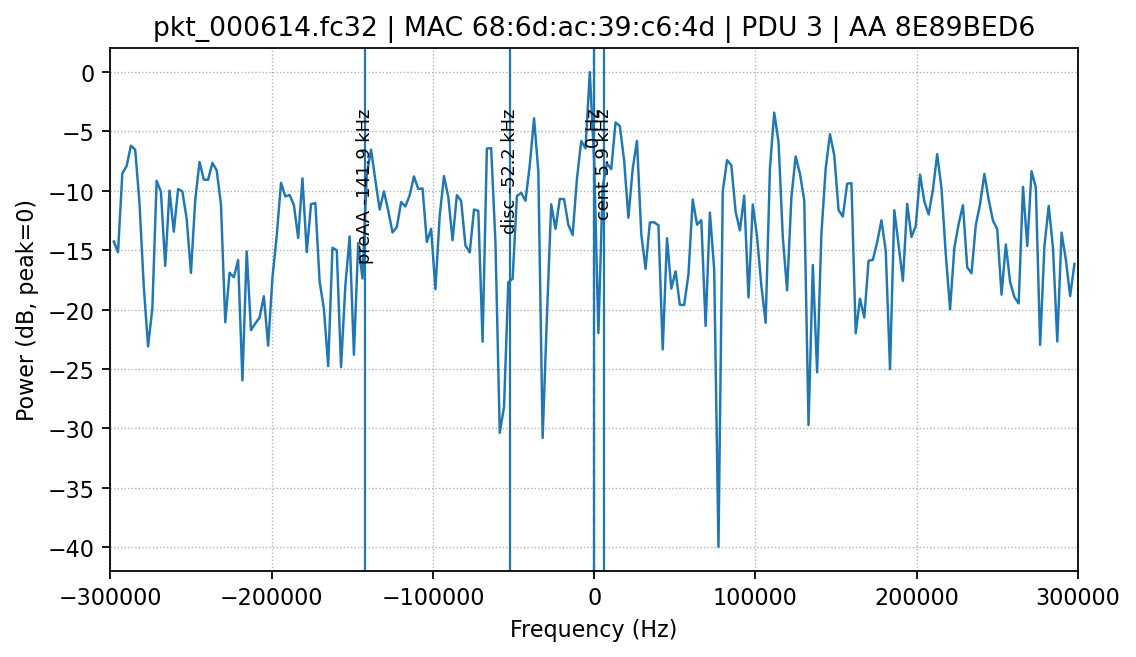 pkt_000614.fc32 | MAC 68:6d:ac:39:c6:4d | PDU 3 | AA 8E89BED6
Power (dB, peak=0)
0
−5
−10
−15
−20
−25
−30
−35
−40
preAA -141.9 kHz
disc -52.2 kHz
0 Hz
cent 5.9 kHz
−300000
−200000
−100000
0
100000
200000
300000
Frequency (Hz)